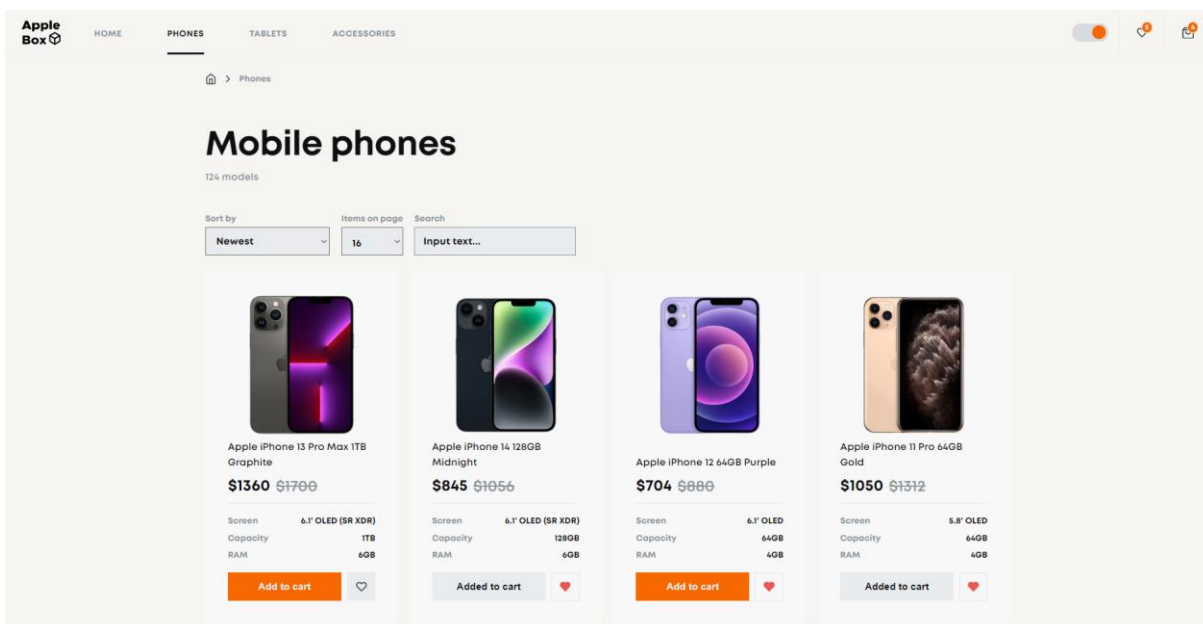 Apple
Box
HOME PHONES TABLETS ACCESSORIES
Phones
Mobile phones
124 models
Sort by Items on page Search
Newest 16 Input text...
Apple iPhone 13 Pro Max 1TB
Graphite
$1360 $1700
Screen 6.1' OLED (SR XDR)
Capacity 1TB
RAM 6GB
Add to cart
Apple iPhone 14 128GB
Midnight
$845 $1056
Screen 6.1' OLED (SR XDR)
Capacity 128GB
RAM 6GB
Added to cart
Apple iPhone 12 64GB Purple
$704 $880
Screen 6.1' OLED
Capacity 64GB
RAM 4GB
Add to cart
Apple iPhone 11 Pro 64GB
Gold
$1050 $1312
Screen 5.8' OLED
Capacity 64GB
RAM 4GB
Added to cart